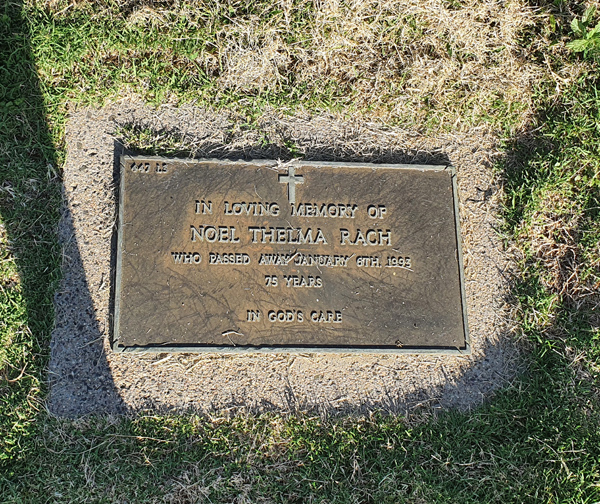 IN LOVING MEMORY OF
NOEL THELMA RACH
WHO PASSED AWAY JANUARY 6TH. 1993
75 YEARS
IN GOD'S CARE